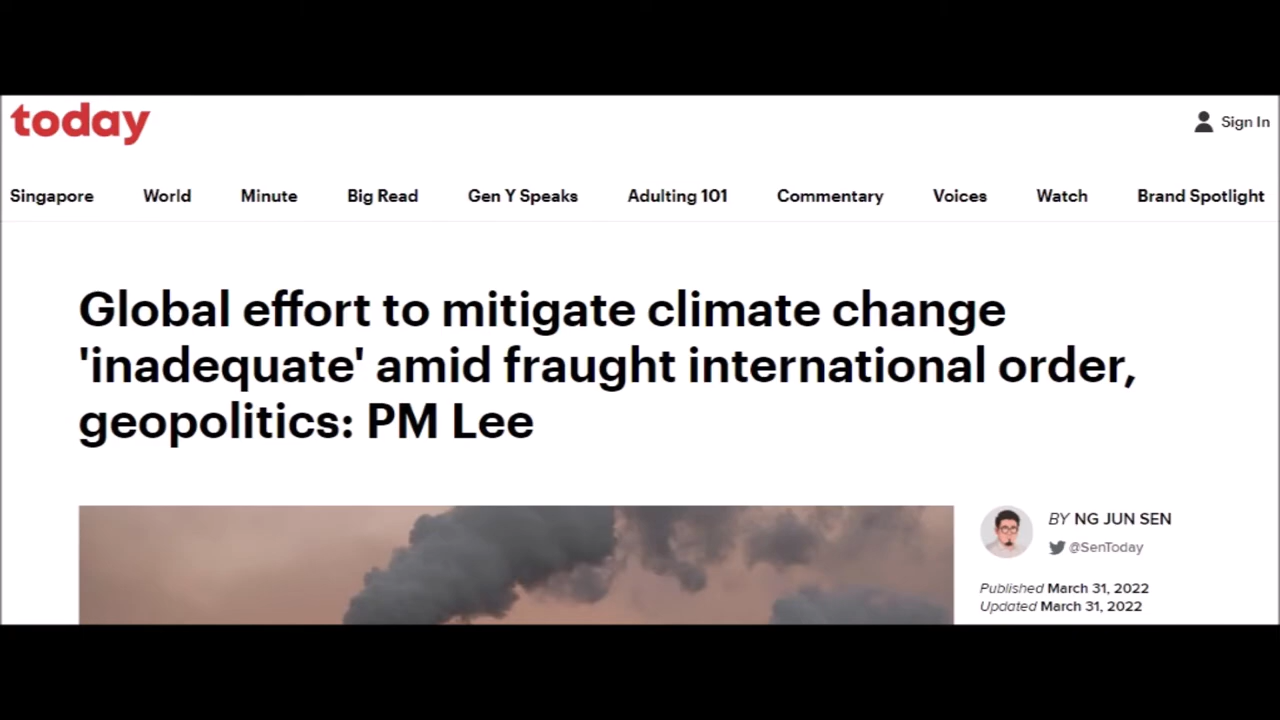 today
Sign In
Singapore World Minute Big Read Gen Y Speaks Adulting 101 Commentary Voices Watch Brand Spotlight
Global effort to mitigate climate change
'inadequate' amid fraught international order,
geopolitics: PM Lee
BY NG JUN SEN
@SenToday
Published March 31, 2022
Updated March 31, 2022